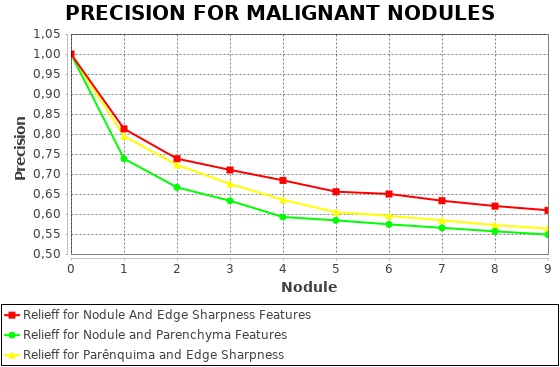 PRECISION FOR MALIGNANT NODULES
1,05
1,00
0,95
0,90
0,85
0,80
0,75
0,70
0,65
0,60
0,55
0,50
Precision
0 1 2 3 4 5 6 7 8 9
Nodule
Relieff for Nodule And Edge Sharpness Features
Relieff for Nodule and Parenchyma Features
Relieff for Parênquima and Edge Sharpness